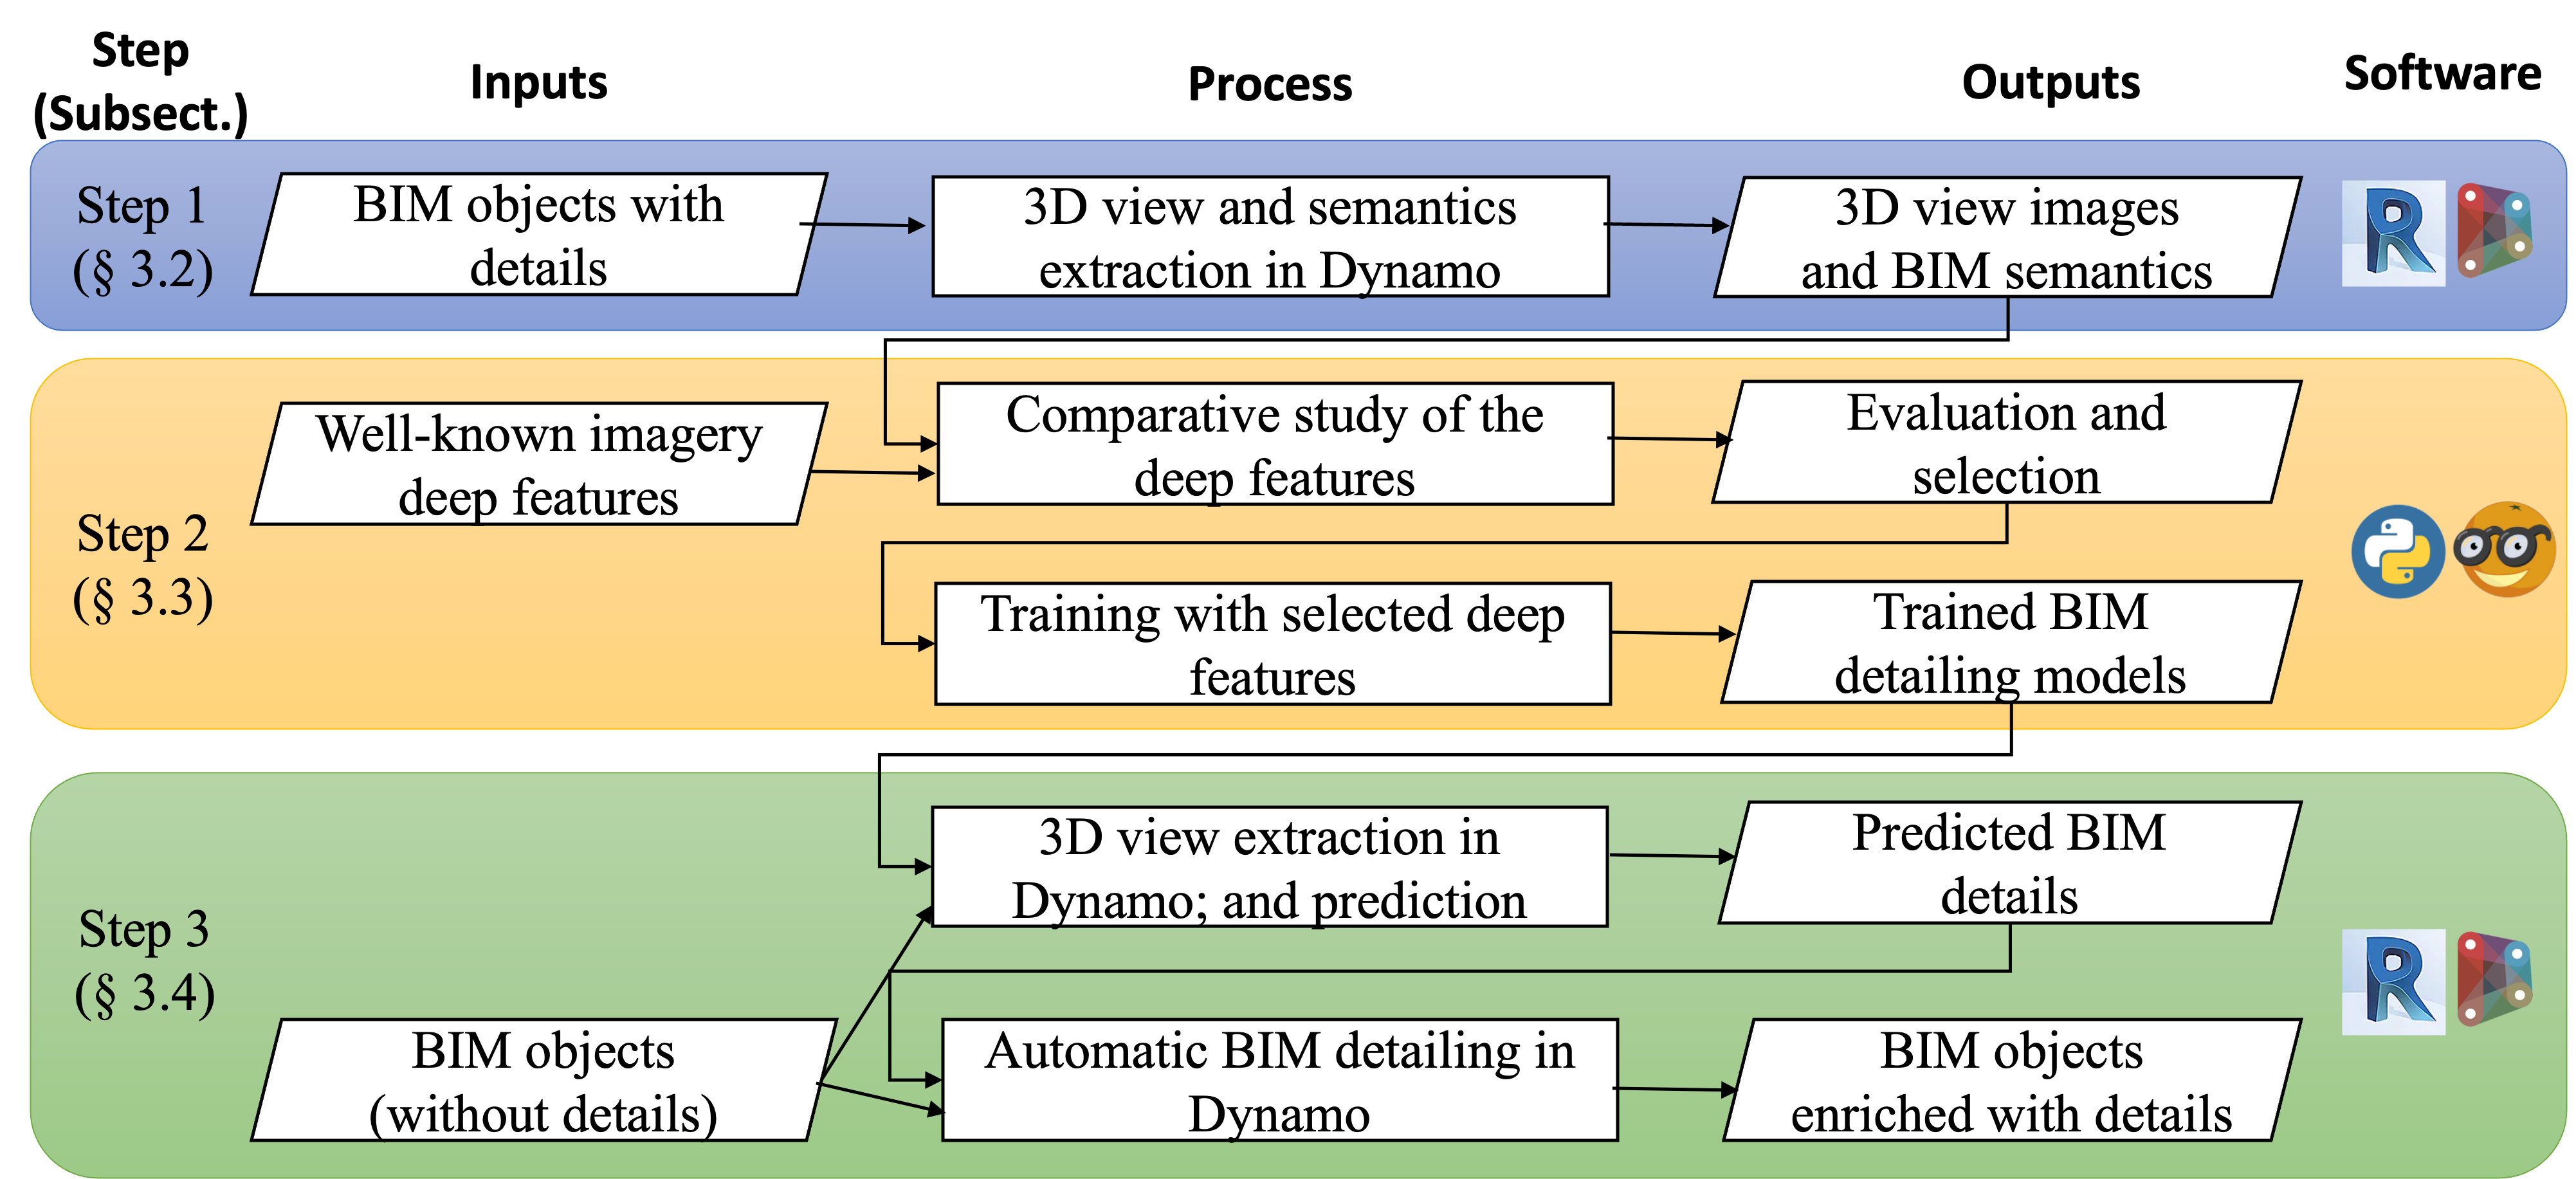 Step
(Subsect.)
Inputs
Process
Outputs
Software
Step 1
(§ 3.2)
BIM objects with
details
3D view and semantics
extraction in Dynamo
3D view images
and BIM semantics
R
Step 2
(§ 3.3)
Well-known imagery
deep features
Comparative study of the
deep features
Evaluation and
selection
Training with selected deep
features
Trained BIM
detailing models
Step 3
(§ 3.4)
3D view extraction in
Dynamo; and prediction
Predicted BIM
details
R
BIM objects
(without details)
Automatic BIM detailing in
Dynamo
BIM objects
enriched with details